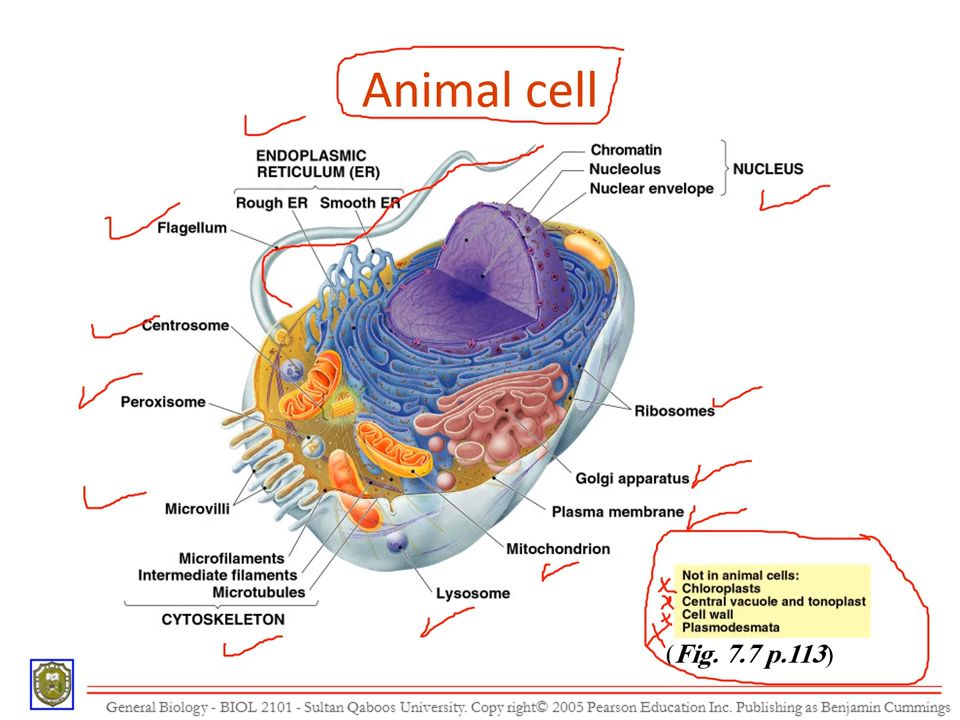 Animal cell
ENDOPLASMIC
RETICULUM (ER)
Rough ER Smooth ER
Flagellum
Chromatin
Nucleolus
Nuclear envelope
NUCLEUS
Centrosome
Peroxisome
Ribosomes
Golgi apparatus
Microvilli
Plasma membrane
Mitochondrion
Microfilaments
Intermediate filaments
Microtubules
Lysosome
CYTOSKELETON
Not in animal cells:
Chloroplasts
Central vacuole and tonoplast
Cell wall
Plasmodesmata
(Fig. 7.7 p.113)
General Biology - BIOL 2101 - Sultan Qaboos University. Copy right© 2005 Pearson Education Inc. Publishing as Benjamin Cummings